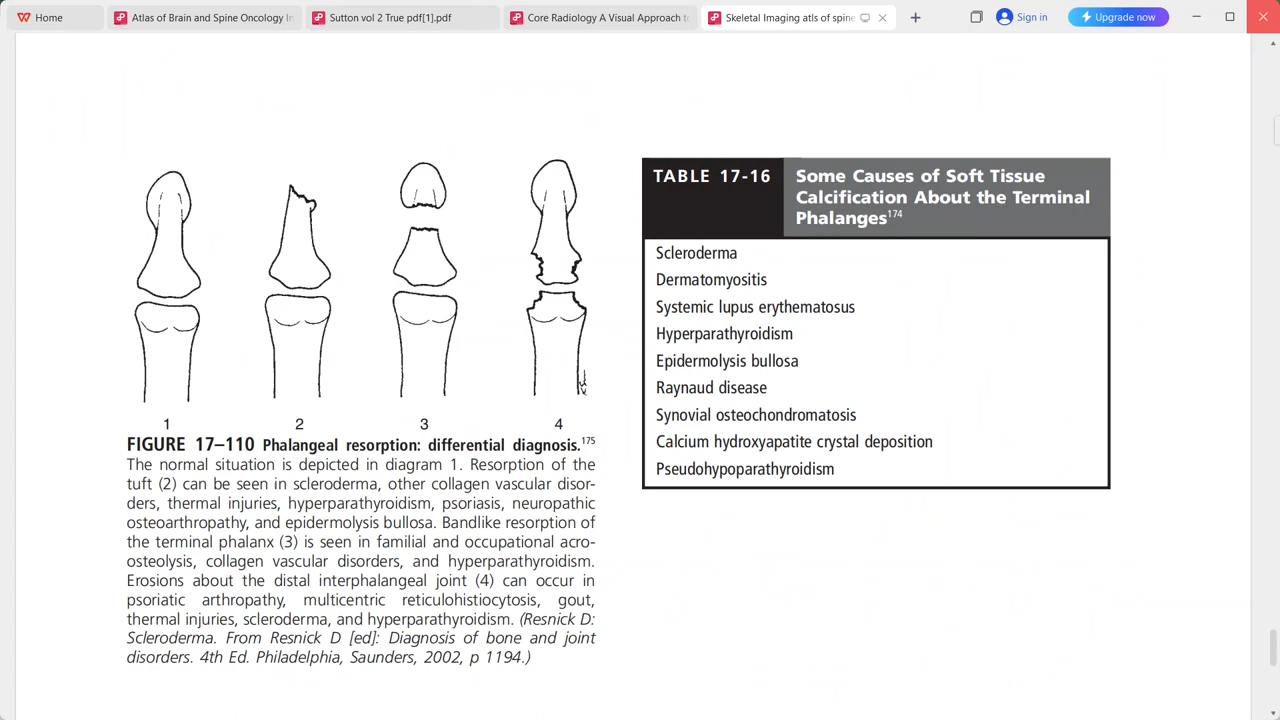 Home
Atlas of Brain and Spine Oncology I
Sutton vol 2 True pdf[1].pdf
Core Radiology A Visual Approach to
Skeletal Imaging atls of spine
Sign in
Upgrade now
1
2
3
4
FIGURE 17–110 Phalangeal resorption: differential diagnosis.175
The normal situation is depicted in diagram 1. Resorption of the
tuft (2) can be seen in scleroderma, other collagen vascular disor-
ders, thermal injuries, hyperparathyroidism, psoriasis, neuropathic
osteoarthropathy, and epidermolysis bullosa. Bandlike resorption of
the terminal phalanx (3) is seen in familial and occupational acro-
osteolysis, collagen vascular disorders, and hyperparathyroidism.
Erosions about the distal interphalangeal joint (4) can occur in
psoriatic arthropathy, multicentric reticulohistiocytosis, gout,
thermal injuries, scleroderma, and hyperparathyroidism. (Resnick D:
Scleroderma. From Resnick D [ed]: Diagnosis of bone and joint
disorders. 4th Ed. Philadelphia, Saunders, 2002, p 1194.)
TABLE 17-16
Some Causes of Soft Tissue
Calcification About the Terminal
Phalanges174
Scleroderma
Dermatomyositis
Systemic lupus erythematosus
Hyperparathyroidism
Epidermolysis bullosa
Raynaud disease
Synovial osteochondromatosis
Calcium hydroxyapatite crystal deposition
Pseudohypoparathyroidism